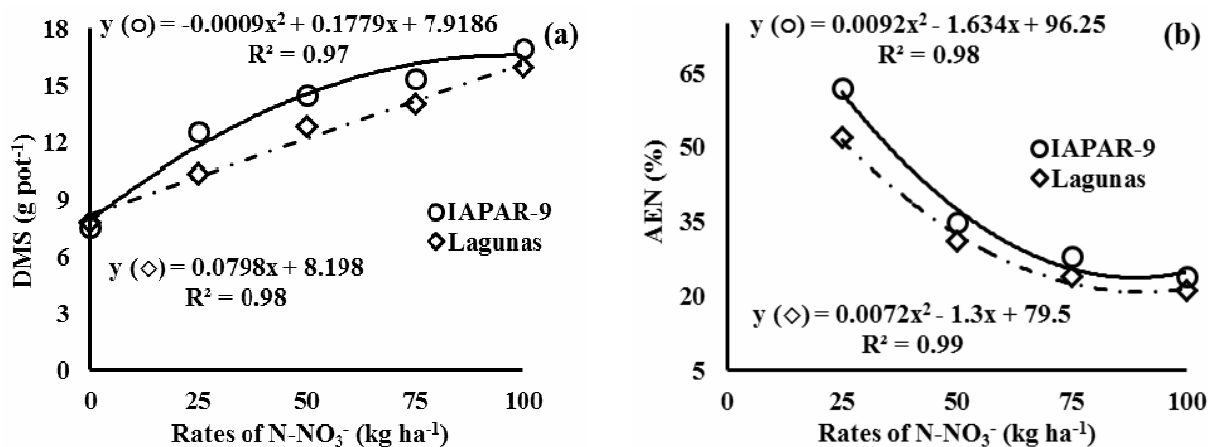 y (○) = -0.0009x² + 0.1779x + 7.9186
R² = 0.97
(a)
18
15
12
9
6
3
0
DMS (g pot⁻¹)
IAPAR-9
Lagunas
y (◇) = 0.0798x + 8.198
R² = 0.98
0 25 50 75 100
Rates of N-NO₃⁻ (kg ha⁻¹)
y (○) = 0.0092x² - 1.634x + 96.25
R² = 0.98
(b)
65
50
35
20
5
AEN (%)
IAPAR-9
Lagunas
y (◇) = 0.0072x² - 1.3x + 79.5
R² = 0.99
0 25 50 75 100
Rates of N-NO₃⁻ (kg ha⁻¹)